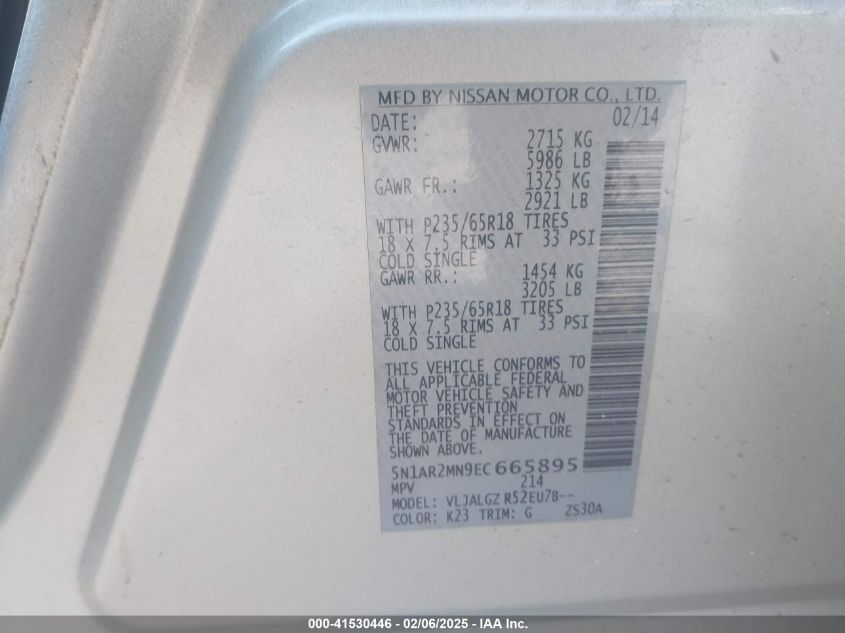 MFD BY NISSAN MOTOR CO., LTD.
DATE: 02/14
GVWR: 2715 KG
5986 LB
GAWR FR.: 1325 KG
2921 LB
WITH P235/65R18 TIRES
18 X 7.5 RIMS AT 33 PSI
COLD SINGLE
GAWR RR.: 1454 KG
3205 LB
WITH P235/65R18 TIRES
18 X 7.5 RIMS AT 33 PSI
COLD SINGLE
THIS VEHICLE CONFORMS TO
ALL APPLICABLE FEDERAL
MOTOR VEHICLE SAFETY AND
THEFT PREVENTION
STANDARDS IN EFFECT ON
THE DATE OF MANUFACTURE
SHOWN ABOVE.
5N1AR2MN9EC 665895
MPV 214
MODEL: VLJALGZ R52EU7B--
COLOR: K23 TRIM: G ZS30A
000-41530446 - 02/06/2025 - IAA Inc.